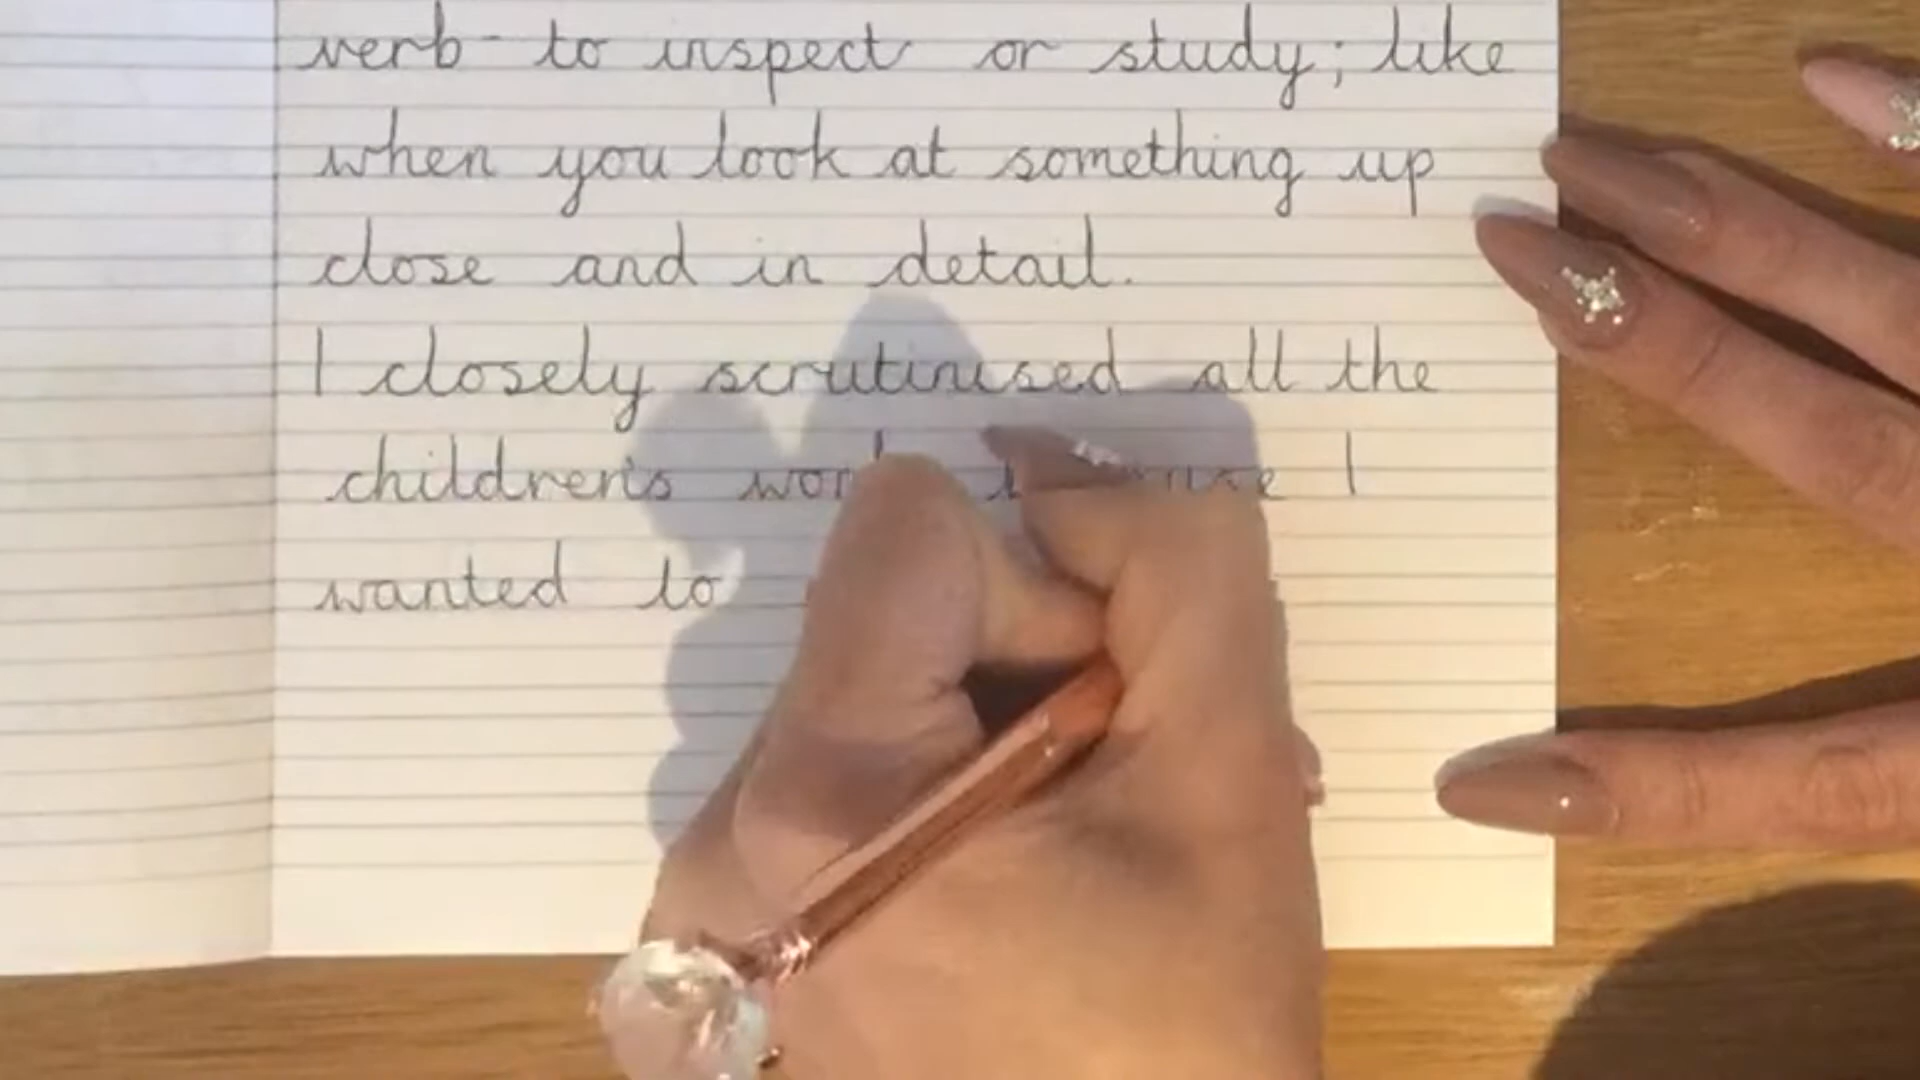 verb - to inspect or study; like
when you look at something up
close and in detail.
I closely scrutinised all the
children's I
wanted to